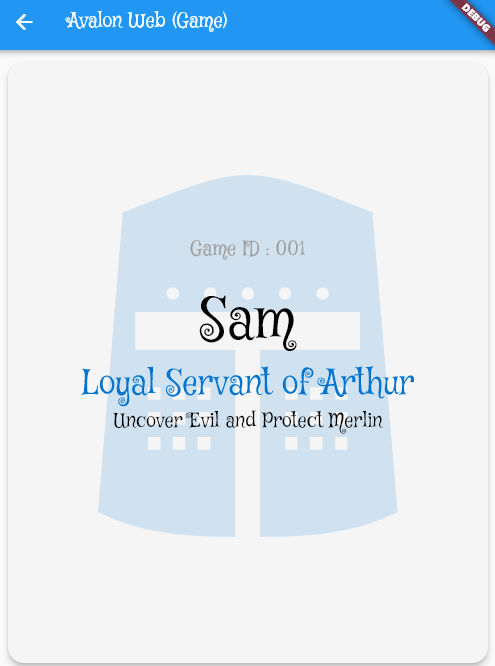 Avalon Web (Game)
DEBUG
Game ID : 001
Sam
Loyal Servant of Arthur
Uncover Evil and Protect Merlin